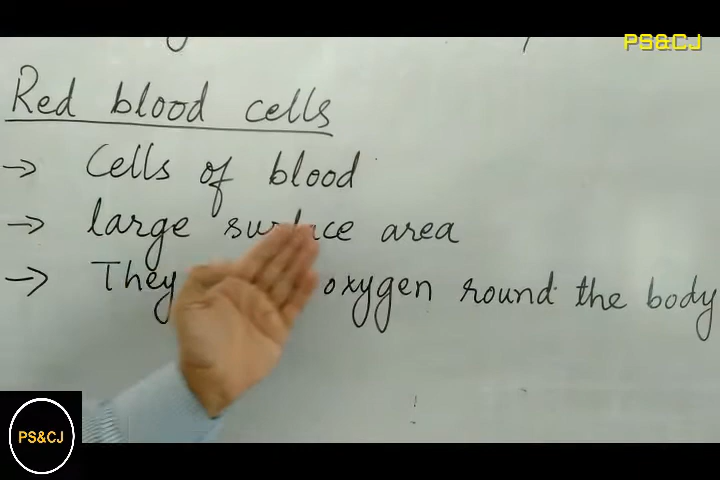 PS&CJ
Red blood cells
→ Cells of blood
→ large surface area
→ They oxygen round the body
PS&CJ